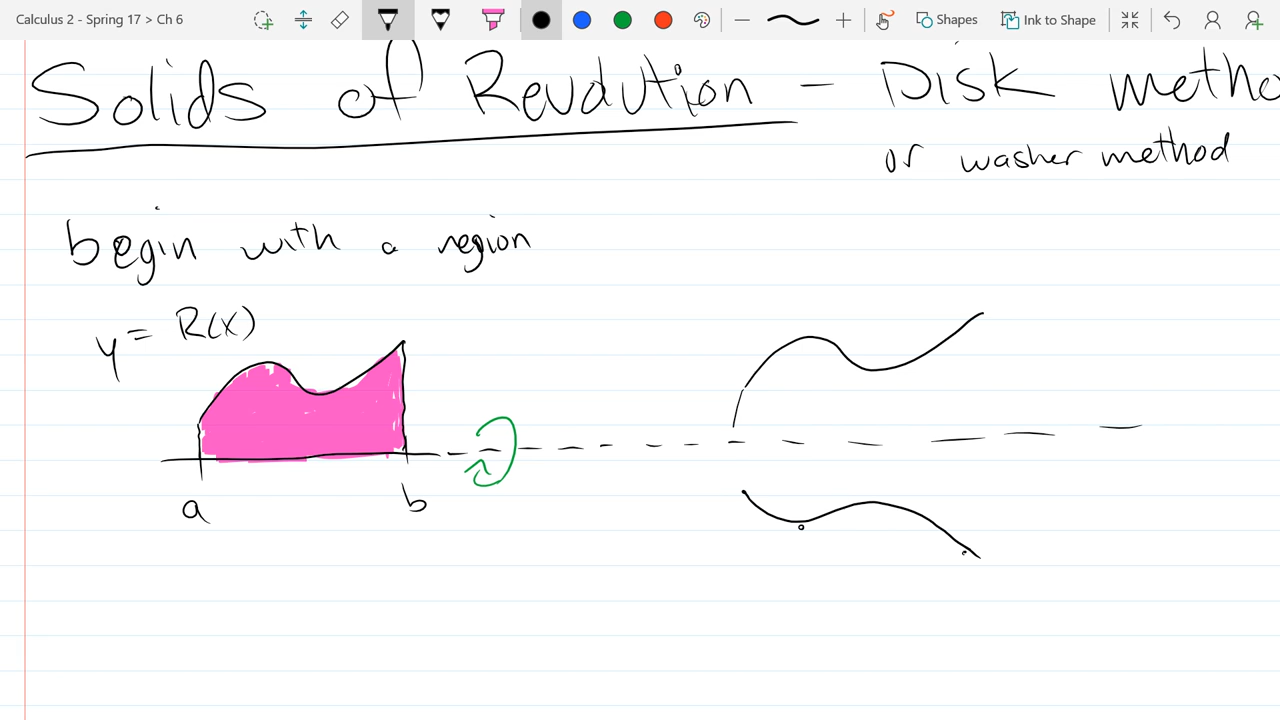 Calculus 2 - Spring 17 > Ch 6
Shapes
Ink to Shape
Solids of Revolution - Disk metho
or washer method
begin with a region
y = R(x)
a
b